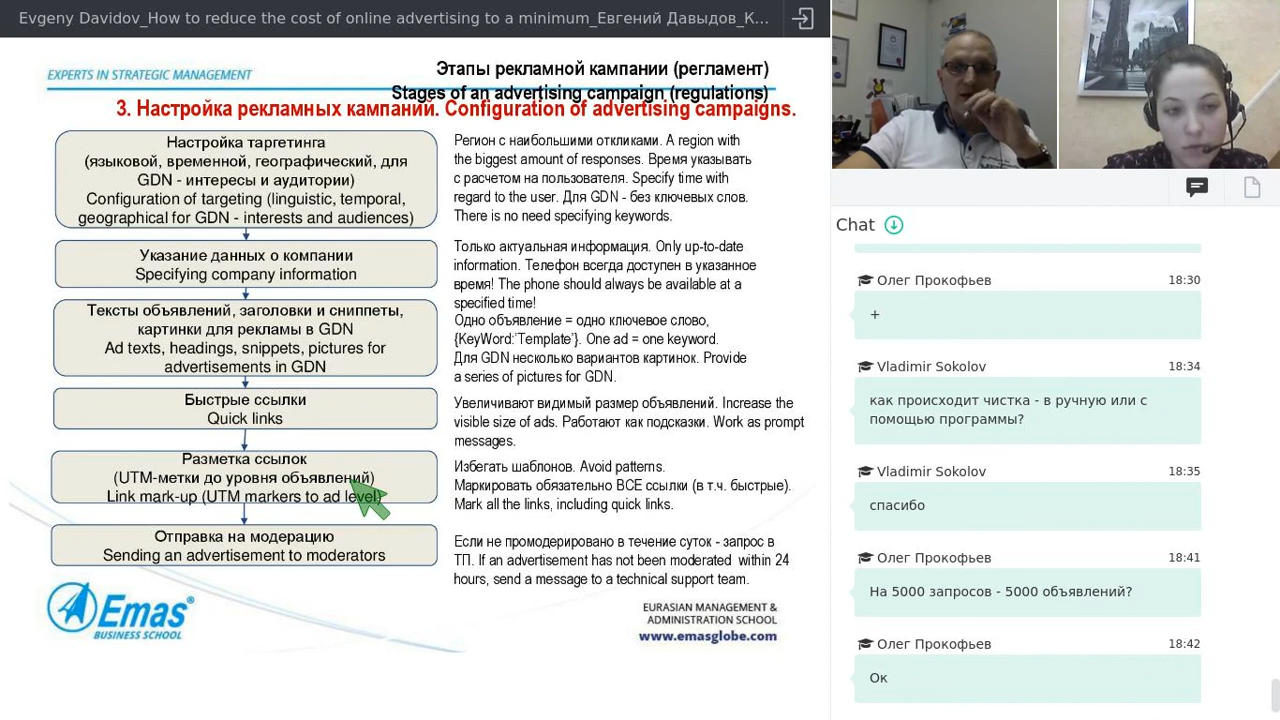 Evgeny Davidov_How to reduce the cost of online advertising to a minimum_Евгений Давыдов_К...
EXPERTS IN STRATEGIC MANAGEMENT
Этапы рекламной кампании (регламент)
Stages of an advertising campaign (regulations)
3. Настройка рекламных кампаний. Configuration of advertising campaigns.
Настройка таргетинга
(языковой, временной, географический, для
GDN - интересы и аудитории)
Configuration of targeting (linguistic, temporal,
geographical for GDN - interests and audiences)
Регион с наибольшими откликами. A region with
the biggest amount of responses. Время указывать
с расчетом на пользователя. Specify time with
regard to the user. Для GDN - без ключевых слов.
There is no need specifying keywords.
Указание данных о компании
Specifying company information
Только актуальная информация. Only up-to-date
information. Телефон всегда доступен в указанное
время! The phone should always be available at a
specified time!
Тексты объявлений, заголовки и сниппеты,
картинки для рекламы в GDN
Ad texts, headings, snippets, pictures for
advertisements in GDN
Одно объявление = одно ключевое слово,
{KeyWord:'Template'}. One ad = one keyword.
Для GDN несколько вариантов картинок. Provide
a series of pictures for GDN.
Быстрые ссылки
Quick links
Увеличивают видимый размер объявлений. Increase the
visible size of ads. Работают как подсказки. Work as prompt
messages.
Разметка ссылок
(UTM-метки до уровня объявлений)
Link mark-up (UTM markers to ad level)
Избегать шаблонов. Avoid patterns.
Маркировать обязательно ВСЕ ссылки (в т.ч. быстрые).
Mark all the links, including quick links.
Отправка на модерацию
Sending an advertisement to moderators
Если не промодерировано в течение суток - запрос в
ТП. If an advertisement has not been moderated within 24
hours, send a message to a technical support team.
Emas
BUSINESS SCHOOL
EURASIAN MANAGEMENT &
ADMINISTRATION SCHOOL
www.emasglobe.com
Chat
Олег Прокофьев 18:30
+
Vladimir Sokolov 18:34
как происходит чистка - в ручную или с
помощью программы?
Vladimir Sokolov 18:35
спасибо
Олег Прокофьев 18:41
На 5000 запросов - 5000 объявлений?
Олег Прокофьев 18:42
Ок